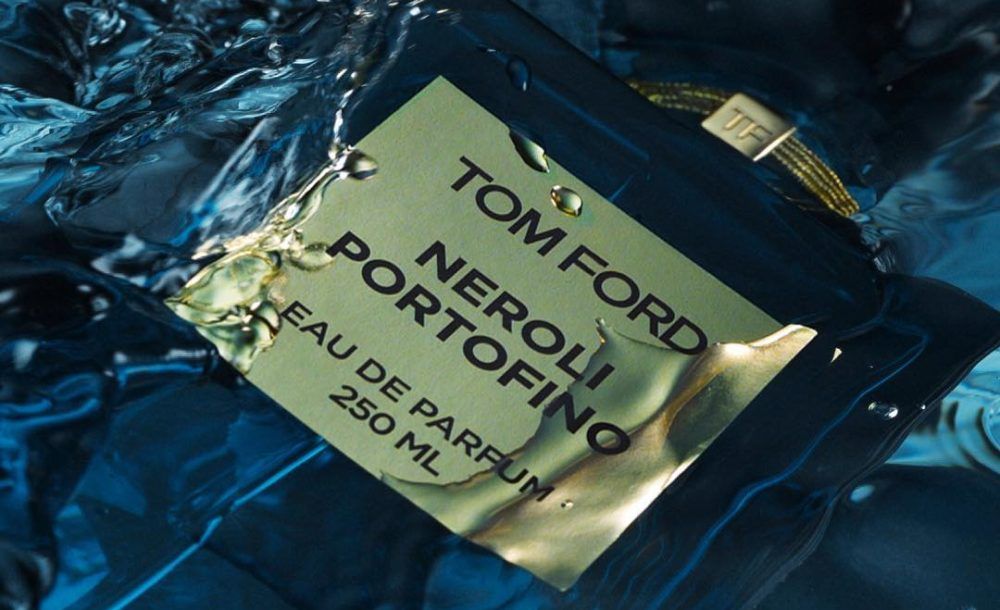 TF
TOM FORD
NEROLI
PORTOFINO
EAU DE PARFUM
250 ML